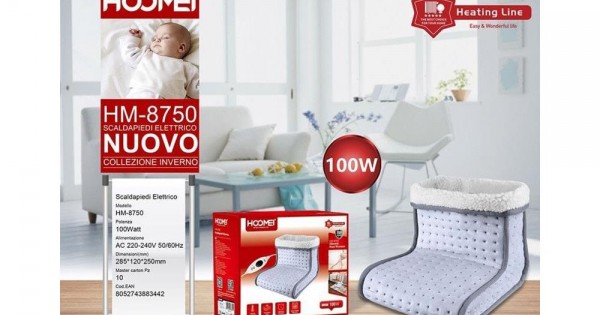 HOOMEI
HM-8750
SCALDAPIEDI ELETTRICO
NUOVO
COLLEZIONE INVERNO
Heating Line
Easy & Wonderful life
100W
Scaldapiedi Elettrico
Modello
HM-8750
Potenza
100Watt
Alimentazione
AC 220-240V 50/60Hz
Dimensioni
285*120*250mm
Master carton Pz
10
Cod.EAN
8052743883442
HOOMEI